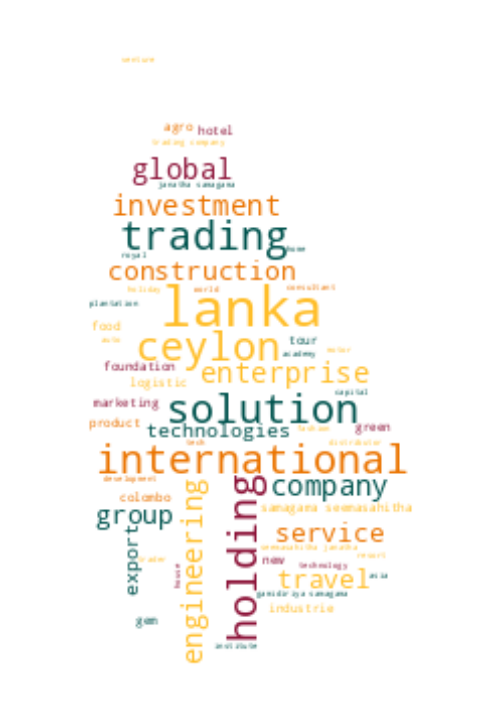 venture
agro hotel
trading company
global
janatha samagama
investment
trading
home
royal
construction
holiday world consultant
plantation
lanka
food
tour
auto
ceylon
motor
academy
foundation
enterprise
logistic
capital
marketing
solution
product
technologies
green
fashion
tech
distributor
international
development
company
colombo
holding
engineering
samagama seemasahitha
group
service
export
seemasahitha janatha
trader
new
resort
technology
house
travel
asia
gamidiriya samagama
industrie
gem
institute